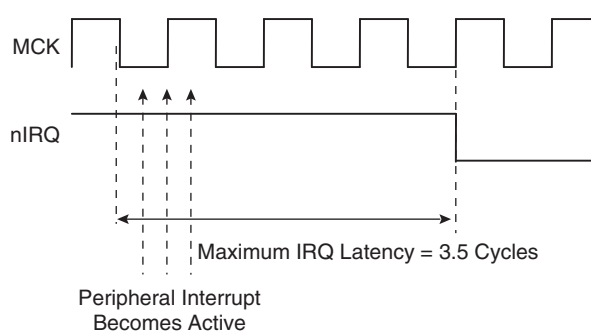 MCK
nIRQ
Maximum IRQ Latency = 3.5 Cycles
Peripheral Interrupt
Becomes Active